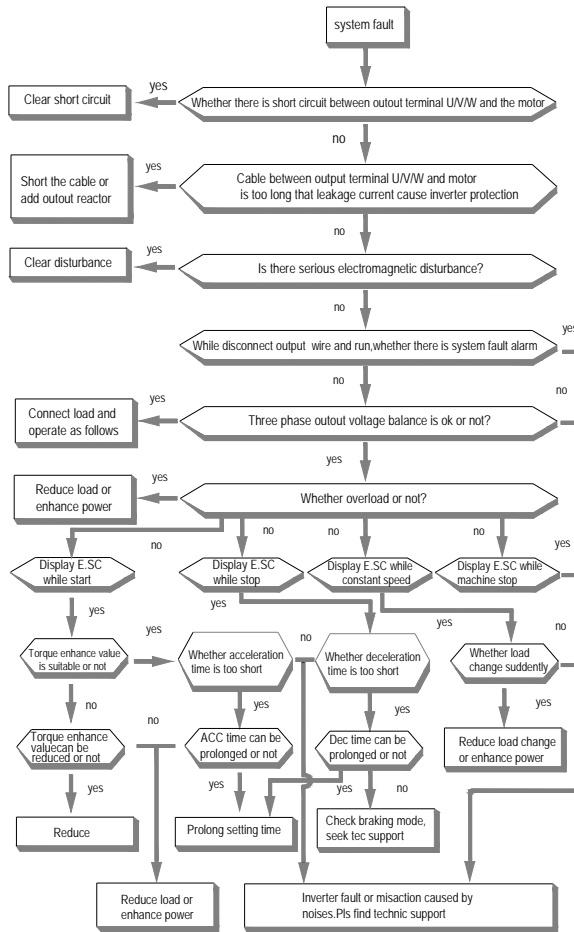 system fault
yes
Clear short circuit
Whether there is short circuit between outout terminal U/V/W and the motor
no
yes
Short the cable or
add outout reactor
Cable between output terminal U/V/W and motor
is too long that leakage current cause inverter protection
no
yes
Clear disturbance
Is there serious electromagnetic disturbance?
no
While disconnect output wire and run,whether there is system fault alarm
yes
no
no
yes
Connect load and
operate as follows
Three phase outout voltage balance is ok or not?
yes
yes
Reduce load or
enhance power
Whether overload or not?
no
no
no
no
yes
Display E.SC
while start
Display E.SC
while stop
Display E.SC while
constant speed
Display E.SC while
machine stop
yes
yes
yes
no
yes
no
Torque enhance value
is suitable or not
Whether acceleration
time is too short
Whether deceleration
time is too short
Whether load
change suddently
no
yes
yes
yes
no
Torque enhance
valuecan be
reduced or not
ACC time can be
prolonged or not
Dec time can be
prolonged or not
Reduce load change
or enhance power
yes
yes
yes
no
Reduce
Prolong setting time
Check braking mode,
seek tec support
Reduce load or
enhance power
Inverter fault or misaction caused by
noises.Pls find technic support